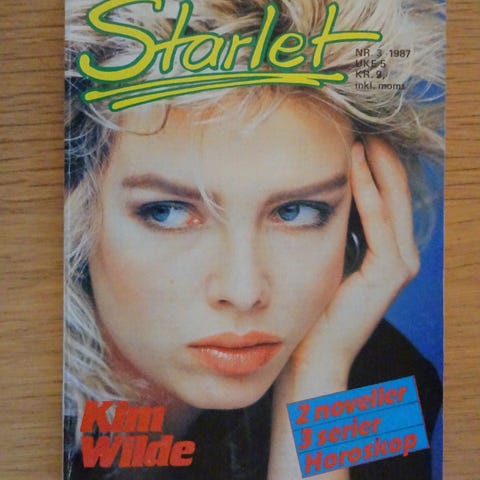 Starlet
NR. 3 1987
UKE 5
KR. 9,-
inkl. moms
Kim
Wilde
2 noveller
3 serier
Horoskop